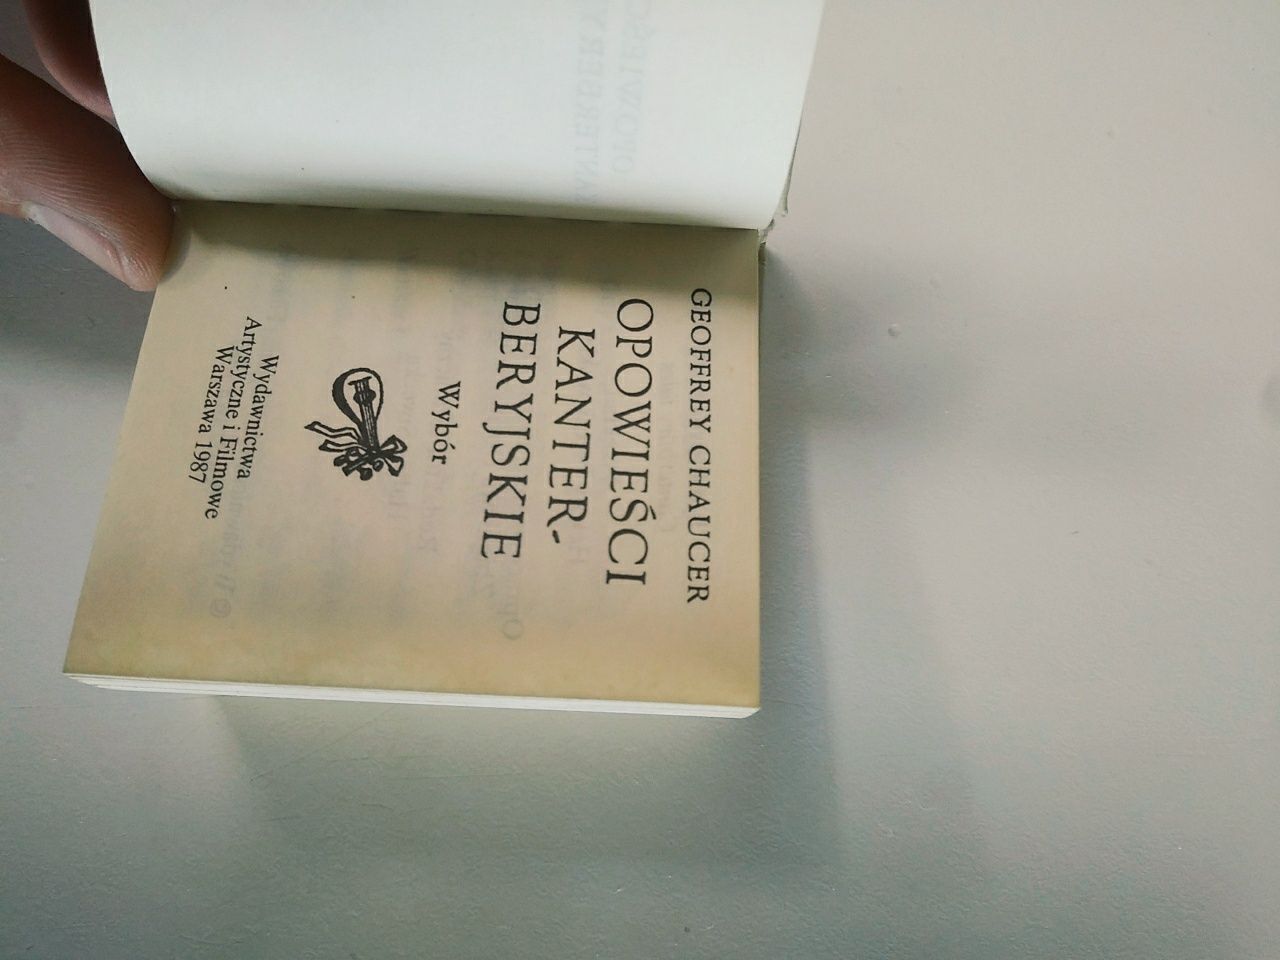 GEOFFREY CHAUCER
OPOWIEŚCI
KANTER-
BERYJSKIE
Wybór
Wydawnictwa
Artystyczne i Filmowe
Warszawa 1987